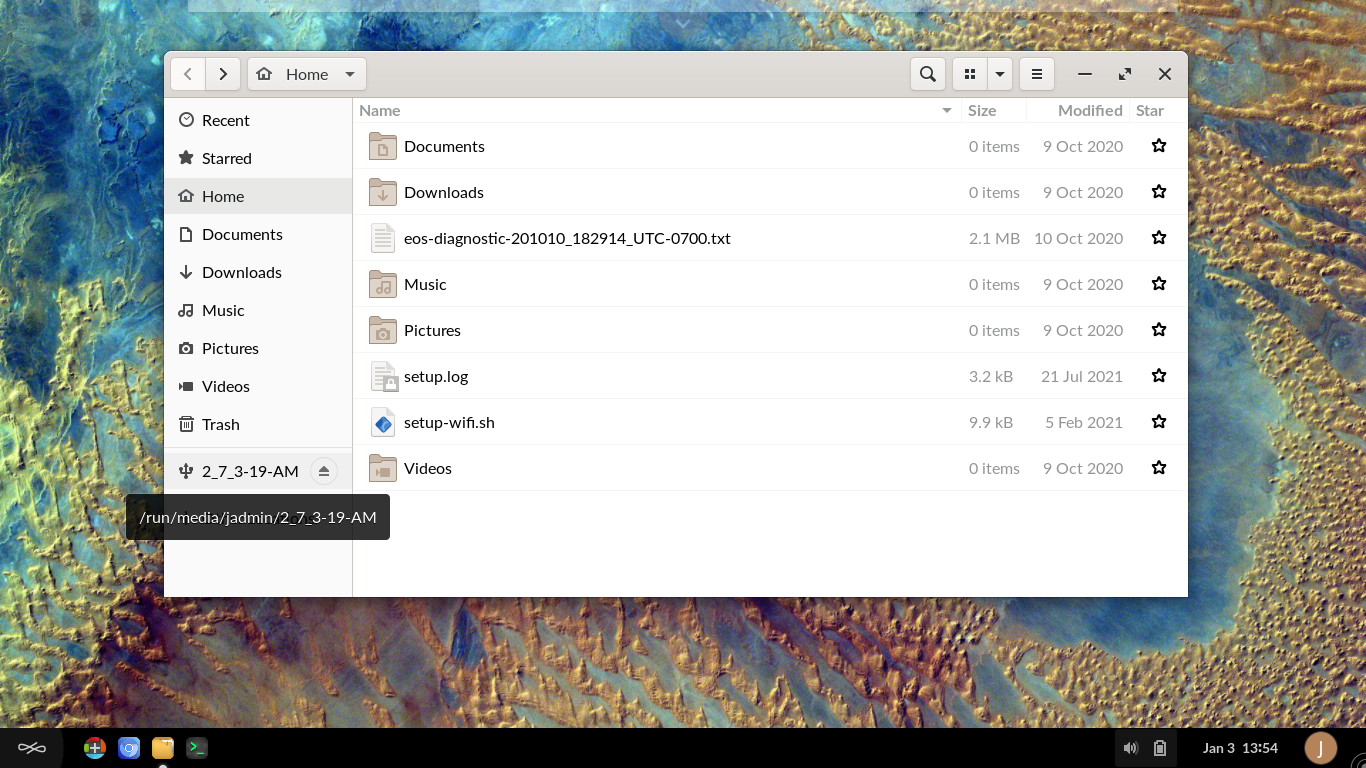 Home
Recent
Starred
Home
Documents
Downloads
Music
Pictures
Videos
Trash
2_7_3-19-AM
/run/media/jadmin/2_7_3-19-AM
Name Size Modified Star
Documents 0 items 9 Oct 2020
Downloads 0 items 9 Oct 2020
eos-diagnostic-201010_182914_UTC-0700.txt 2.1 MB 10 Oct 2020
Music 0 items 9 Oct 2020
Pictures 0 items 9 Oct 2020
setup.log 3.2 kB 21 Jul 2021
setup-wifi.sh 9.9 kB 5 Feb 2021
Videos 0 items 9 Oct 2020
Jan 3 13:54 J